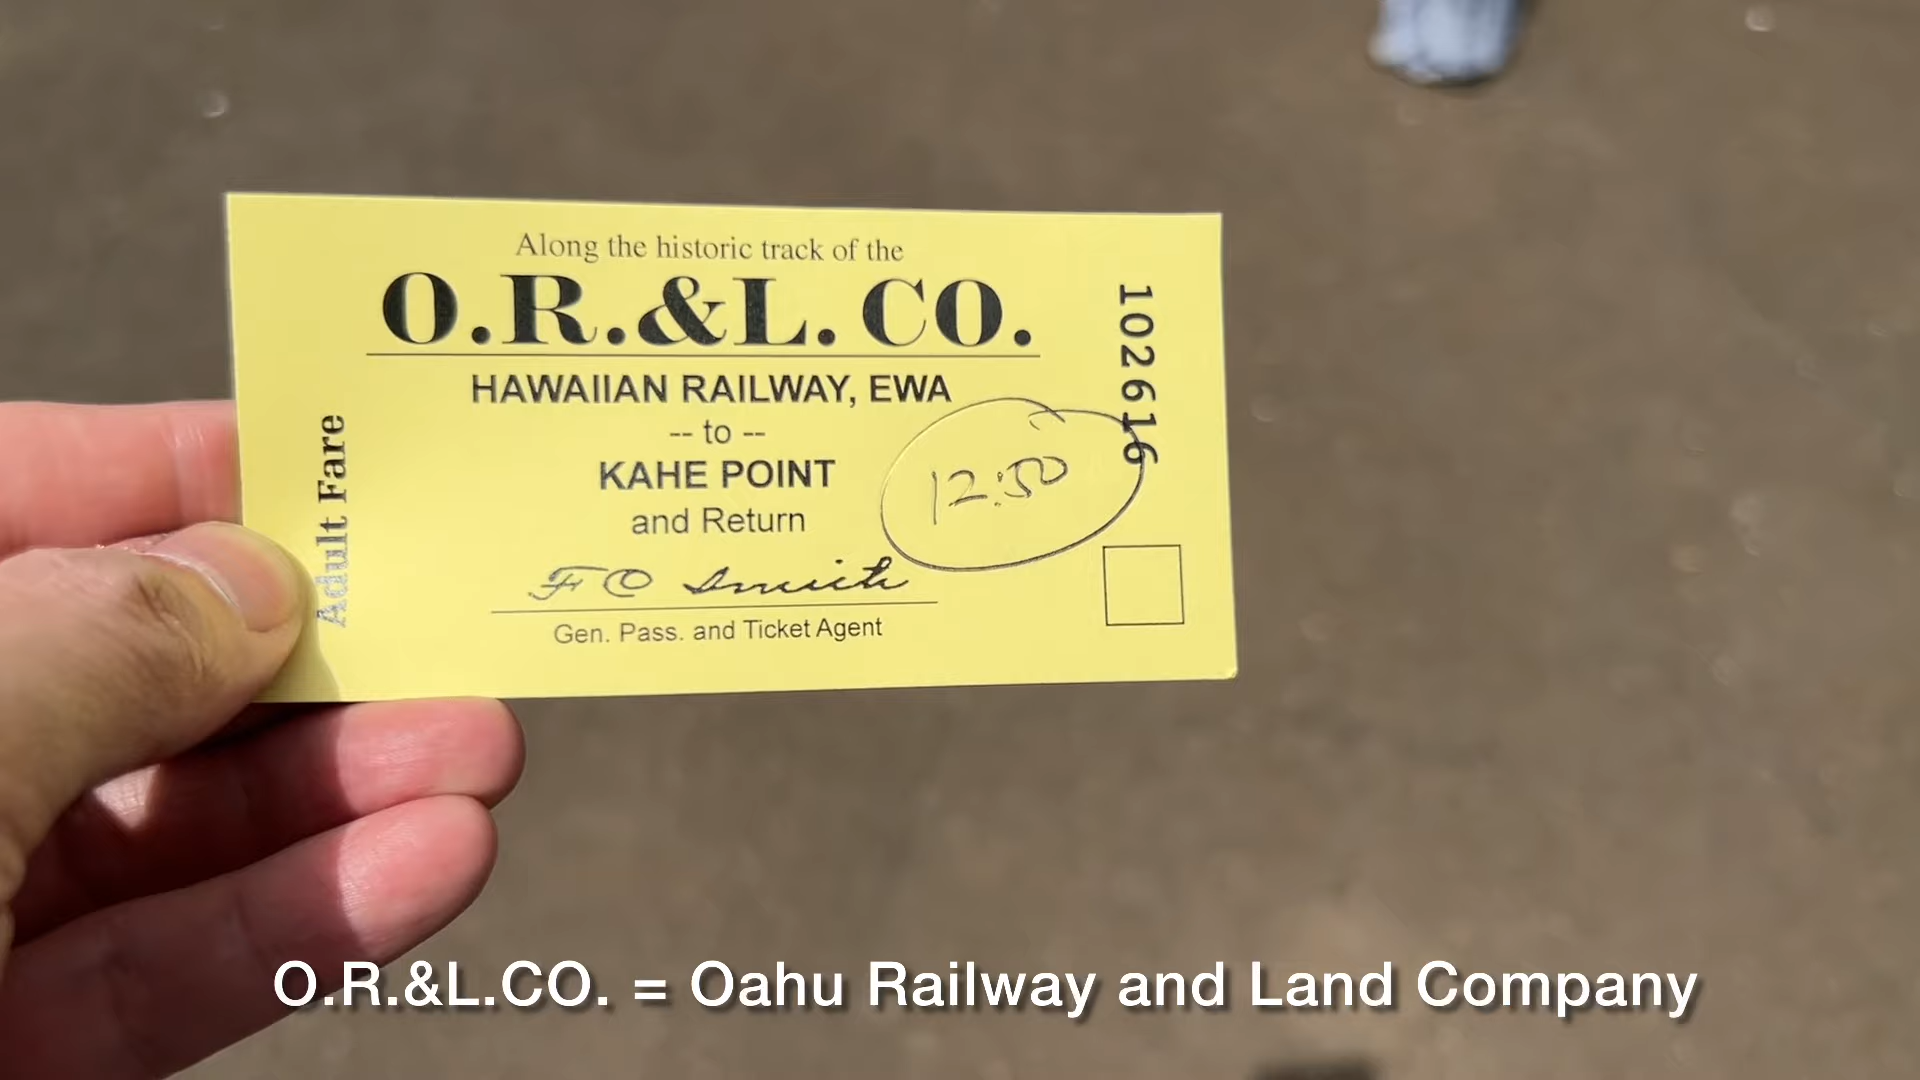 Along the historic track of the
O.R.&L. CO.
HAWAIIAN RAILWAY, EWA
-- to --
KAHE POINT
and Return
12:50
F O Smith
Gen. Pass. and Ticket Agent
Adult Fare
102616
O.R.&L.CO. = Oahu Railway and Land Company